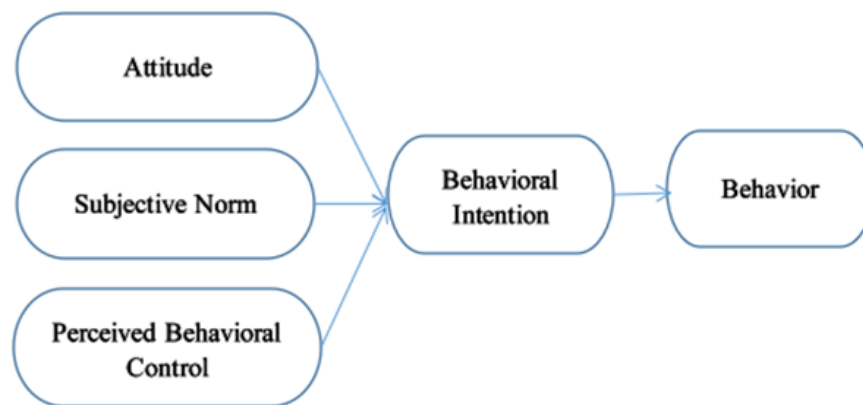 Attitude
Subjective Norm
Perceived Behavioral
Control
Behavioral
Intention
Behavior